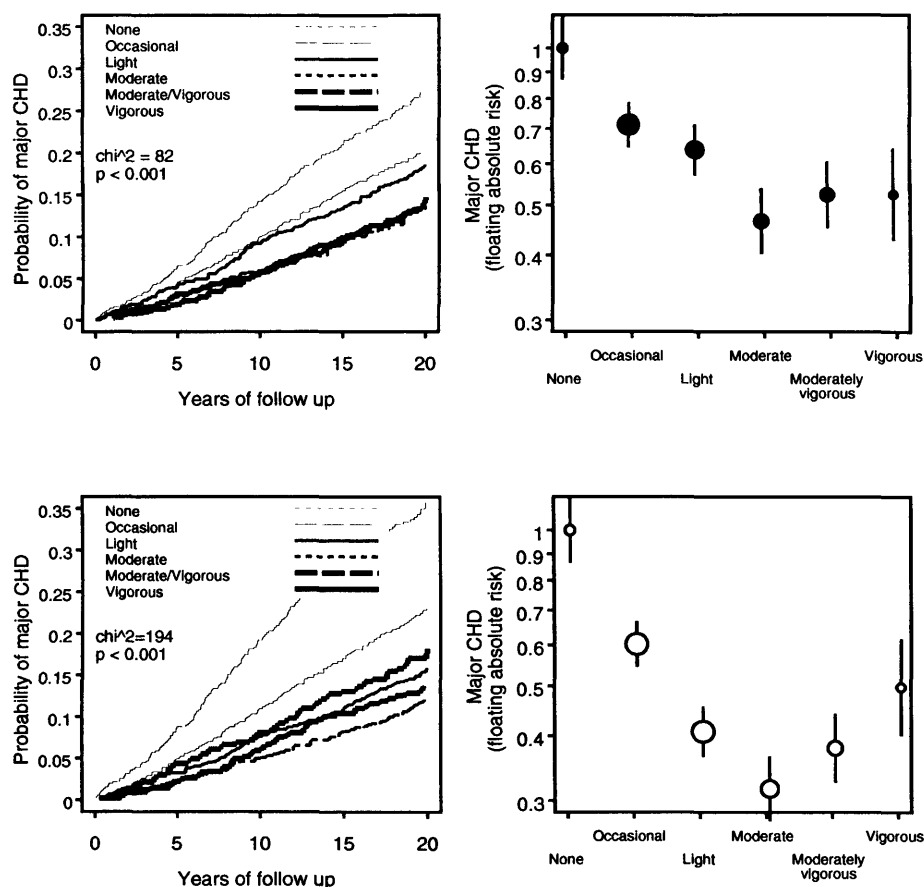 Probability of major CHD
0.35
0.3
0.25
0.2
0.15
0.1
0.05
0
None
Occasional
Light
Moderate
Moderate/Vigorous
Vigorous
chi^2 = 82
p < 0.001
0
5
10
15
20
Years of follow up
Major CHD
(floating absolute risk)
1
0.9
0.8
0.7
0.6
0.5
0.4
0.3
Occasional
Moderate
Vigorous
None
Light
Moderately
vigorous
Probability of major CHD
0.35
0.3
0.25
0.2
0.15
0.1
0.05
0
None
Occasional
Light
Moderate
Moderate/Vigorous
Vigorous
chi^2=194
p < 0.001
0
5
10
15
20
Years of follow up
Major CHD
(floating absolute risk)
1
0.9
0.8
0.7
0.6
0.5
0.4
0.3
Occasional
Moderate
Vigorous
None
Light
Moderately
vigorous